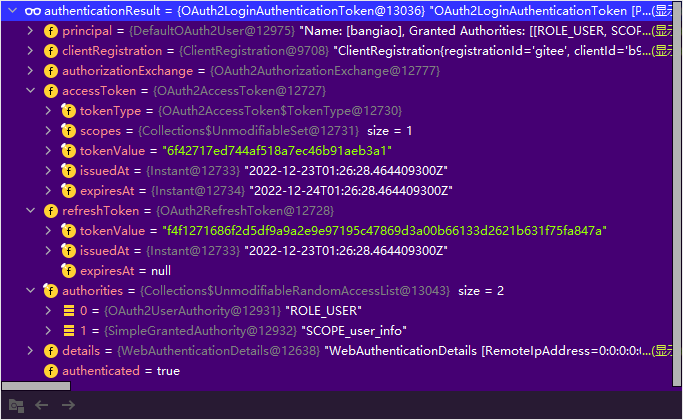 authenticationResult = {OAuth2LoginAuthenticationToken@13036} "OAuth2LoginAuthenticationToken [P...(显示
principal = {DefaultOAuth2User@12975} "Name: [bangiao], Granted Authorities: [[ROLE_USER, SCOP...(显示
clientRegistration = {ClientRegistration@9708} "ClientRegistration{registrationId='gitee', clientId='b9...(显示
authorizationExchange = {OAuth2AuthorizationExchange@12777}
accessToken = {OAuth2AccessToken@12727}
tokenType = {OAuth2AccessToken$TokenType@12730}
scopes = {Collections$UnmodifiableSet@12731} size = 1
tokenValue = "6f42717ed744af518a7ec46b91aeb3a1"
issuedAt = {Instant@12733} "2022-12-23T01:26:28.464409300Z"
expiresAt = {Instant@12734} "2022-12-24T01:26:28.464409300Z"
refreshToken = {OAuth2RefreshToken@12728}
tokenValue = "f4f1271686f2d5df9a9a2e9e97195c47869d3a00b66133d2621b631f75fa847a"
issuedAt = {Instant@12733} "2022-12-23T01:26:28.464409300Z"
expiresAt = null
authorities = {Collections$UnmodifiableRandomAccessList@13043} size = 2
0 = {OAuth2UserAuthority@12931} "ROLE_USER"
1 = {SimpleGrantedAuthority@12932} "SCOPE_user_info"
details = {WebAuthenticationDetails@12638} "WebAuthenticationDetails [RemoteIpAddress=0:0:0:0:0...(显示
authenticated = true